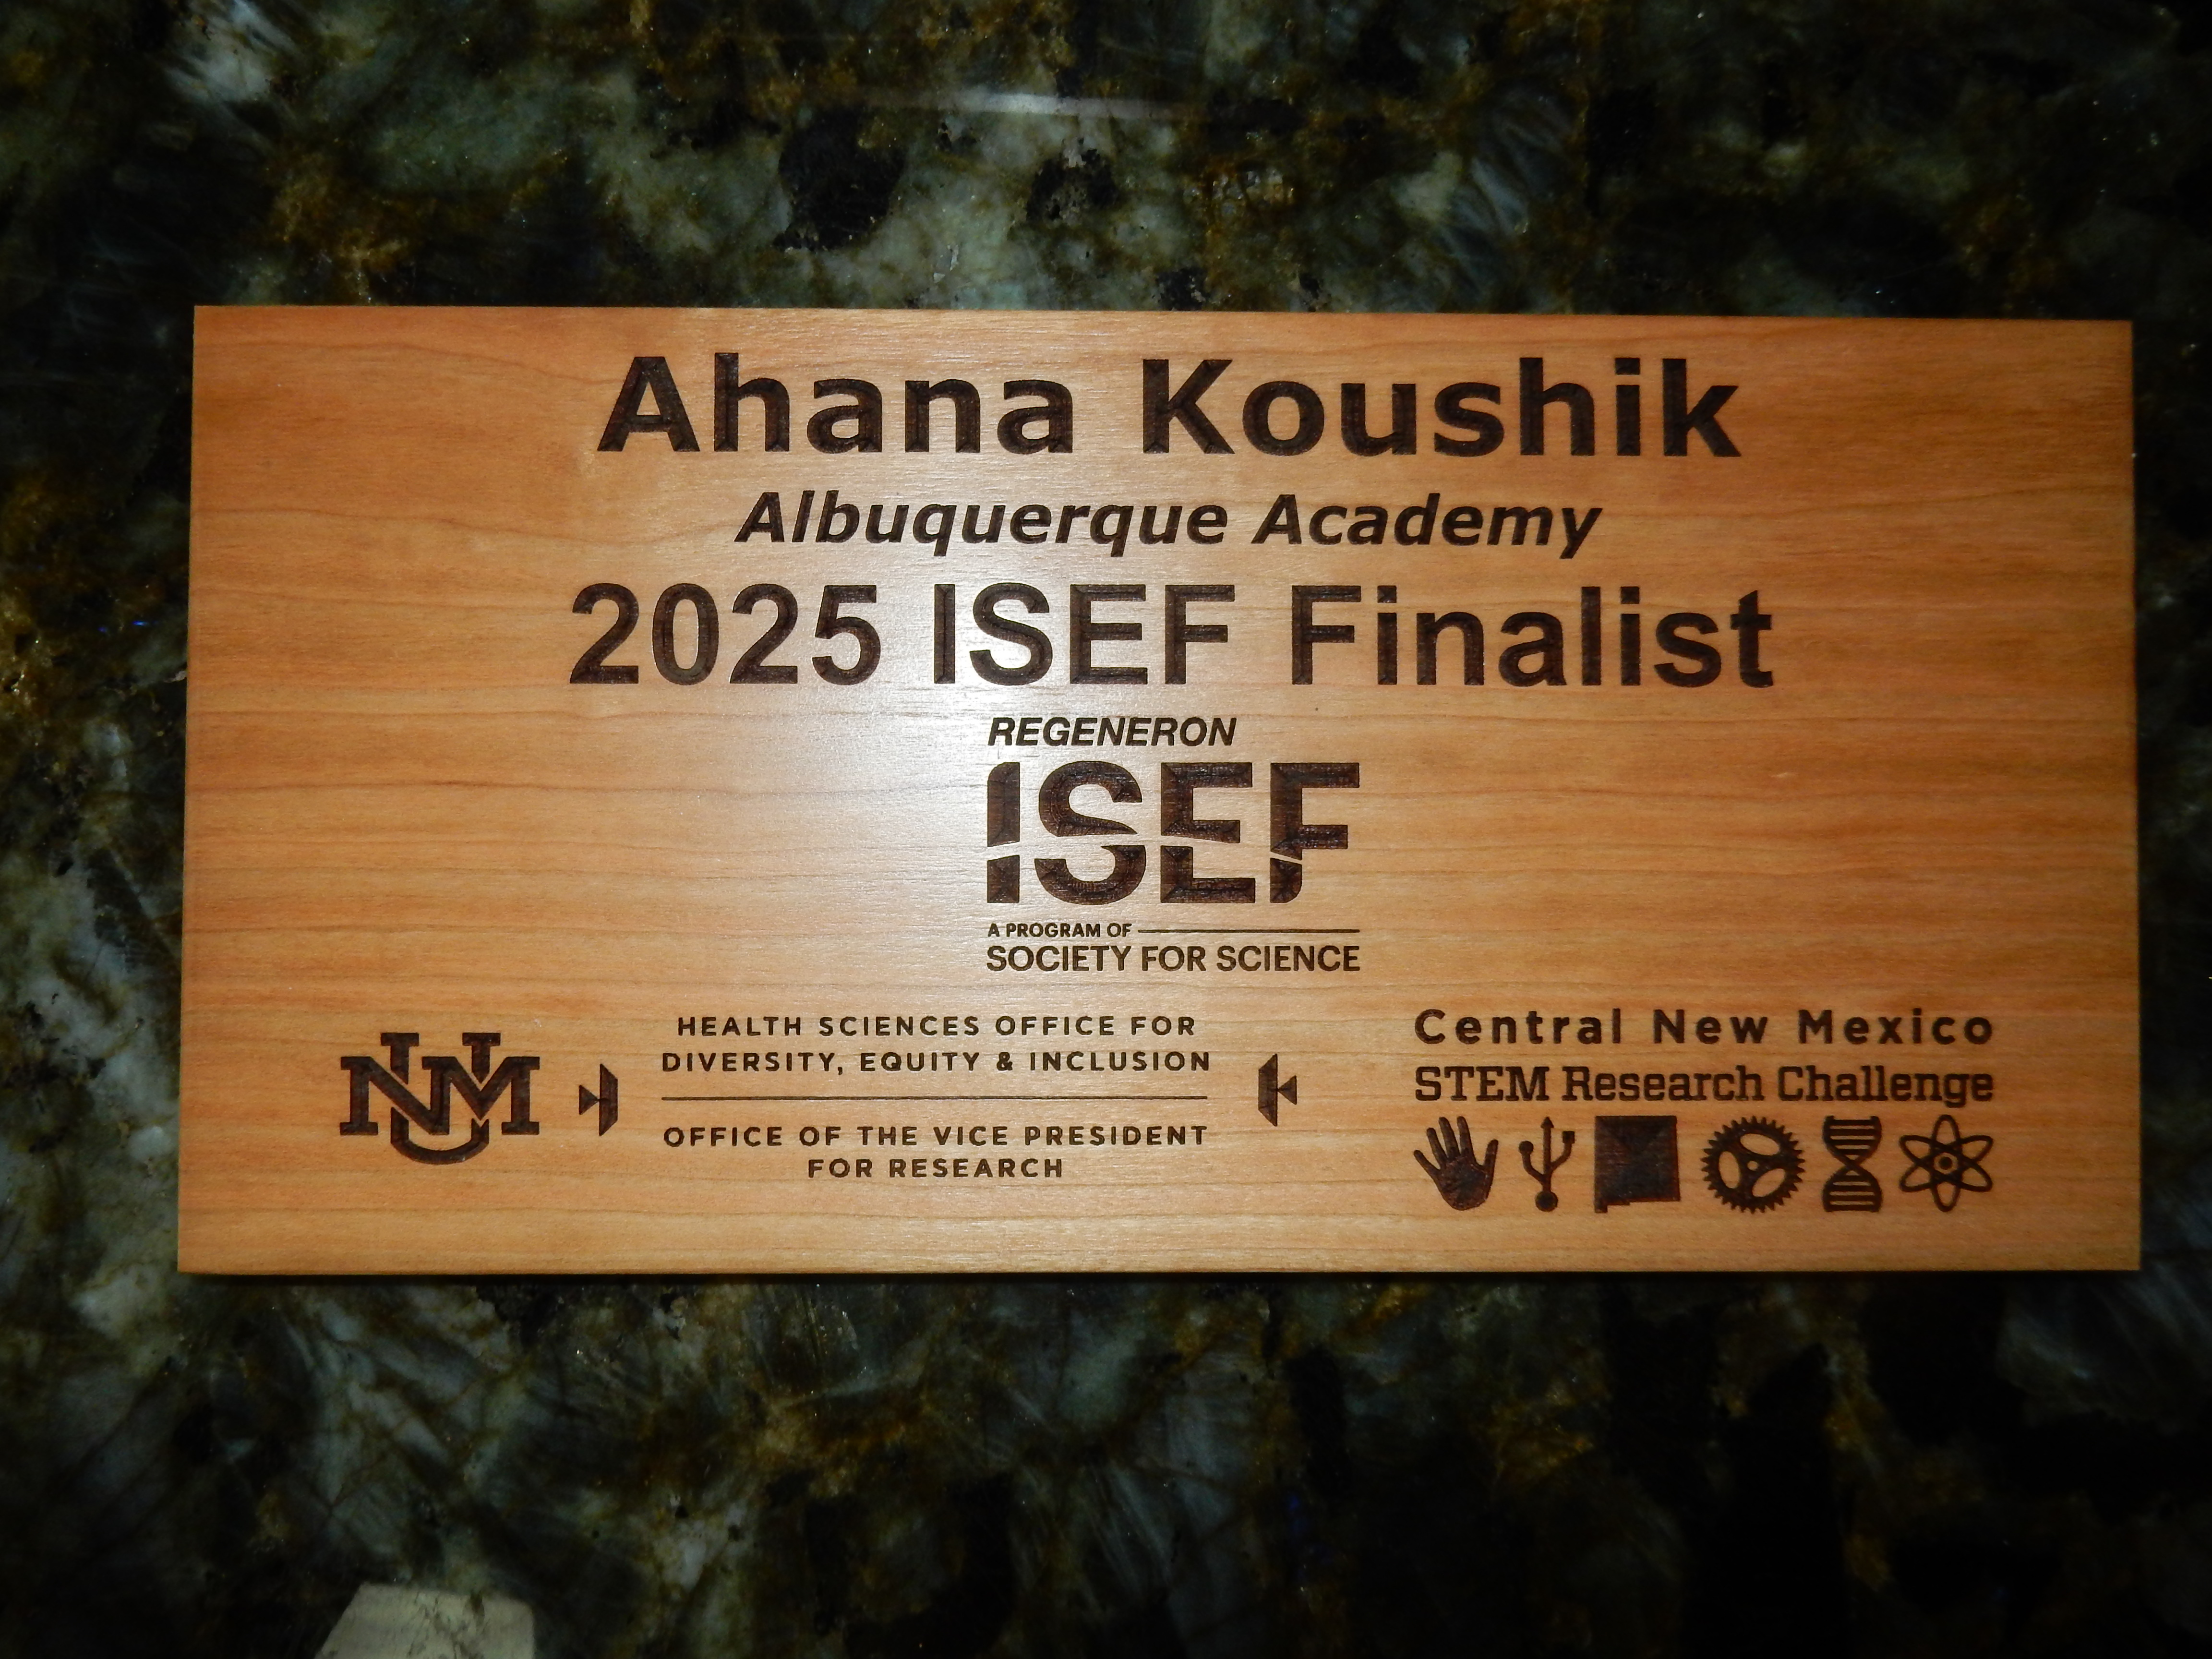 Ahana Koushik
Albuquerque Academy
2025 ISEF Finalist
REGENERON
ISEF
A PROGRAM OF
SOCIETY FOR SCIENCE
UNM
HEALTH SCIENCES OFFICE FOR
DIVERSITY, EQUITY & INCLUSION
OFFICE OF THE VICE PRESIDENT
FOR RESEARCH
Central New Mexico
STEM Research Challenge